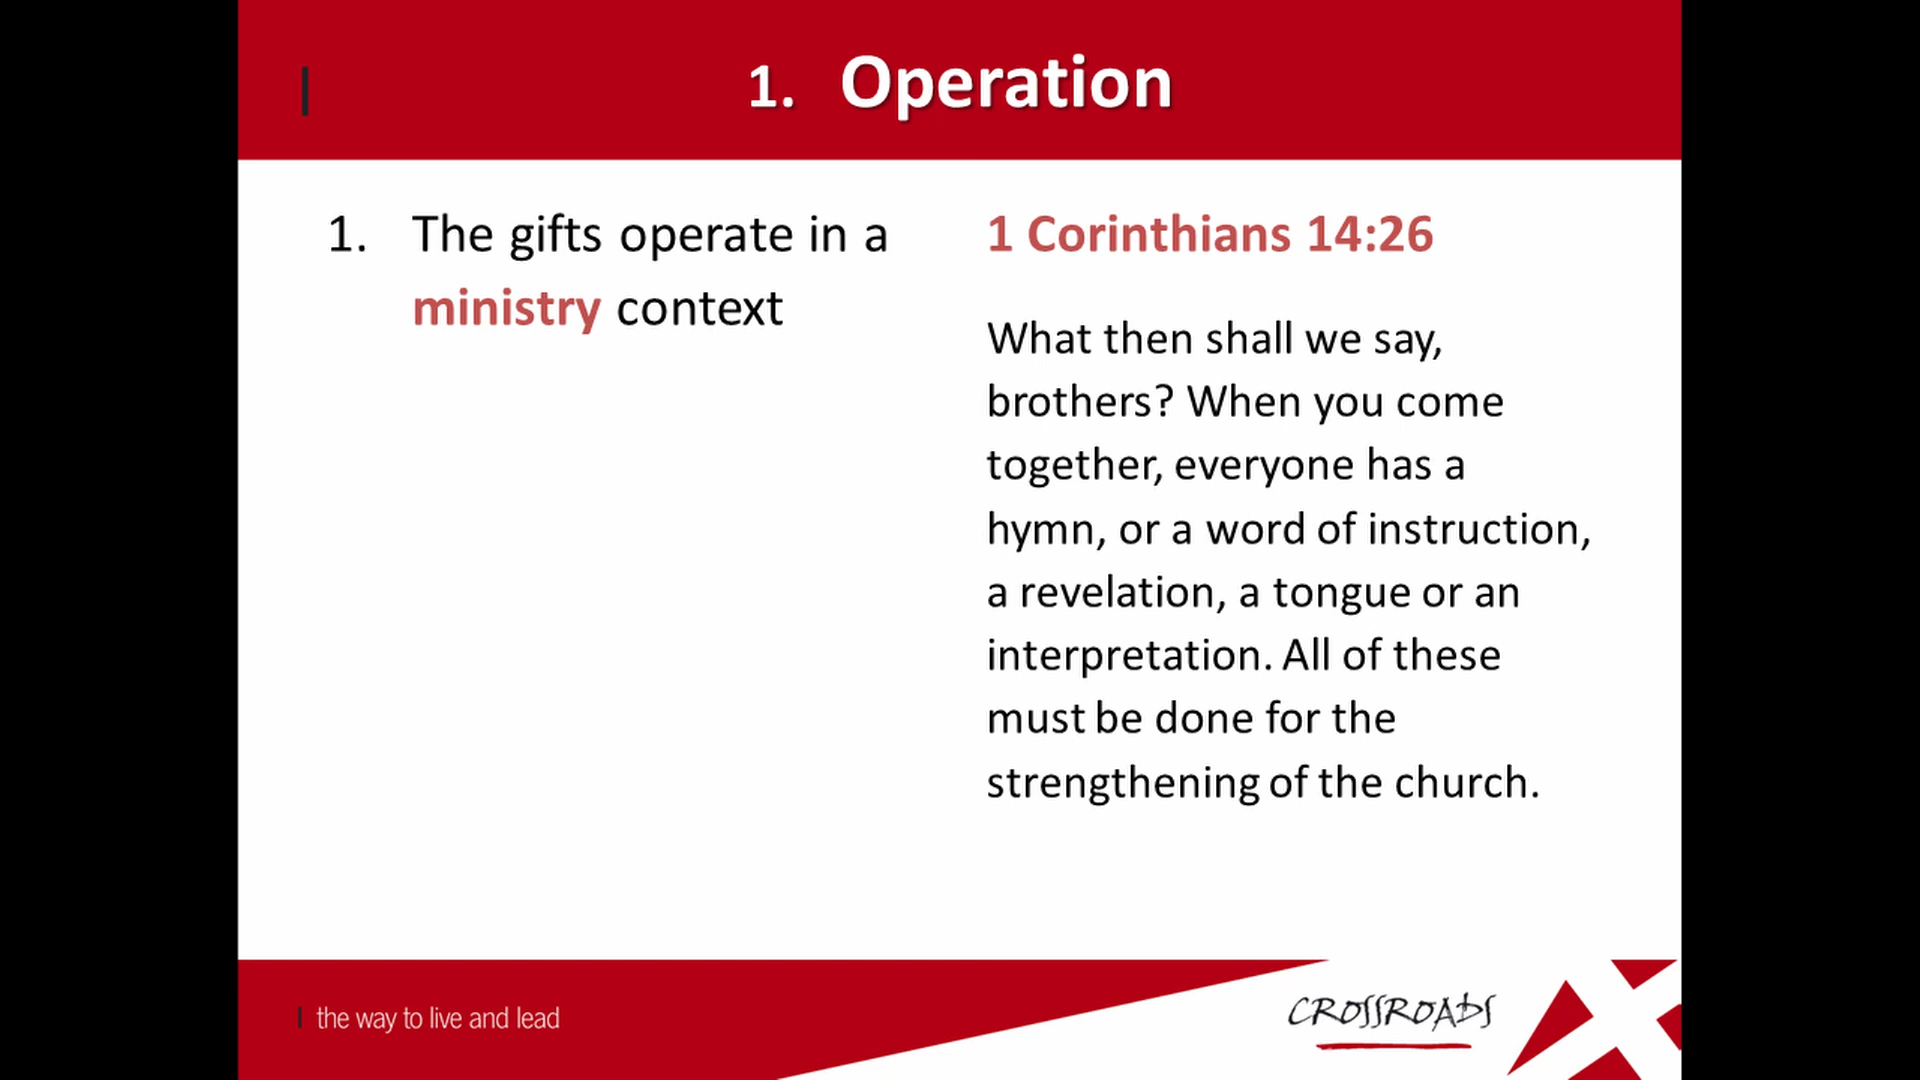 1. Operation
1. The gifts operate in a
ministry context
1 Corinthians 14:26
What then shall we say,
brothers? When you come
together, everyone has a
hymn, or a word of instruction,
a revelation, a tongue or an
interpretation. All of these
must be done for the
strengthening of the church.
the way to live and lead
CROSSROADS